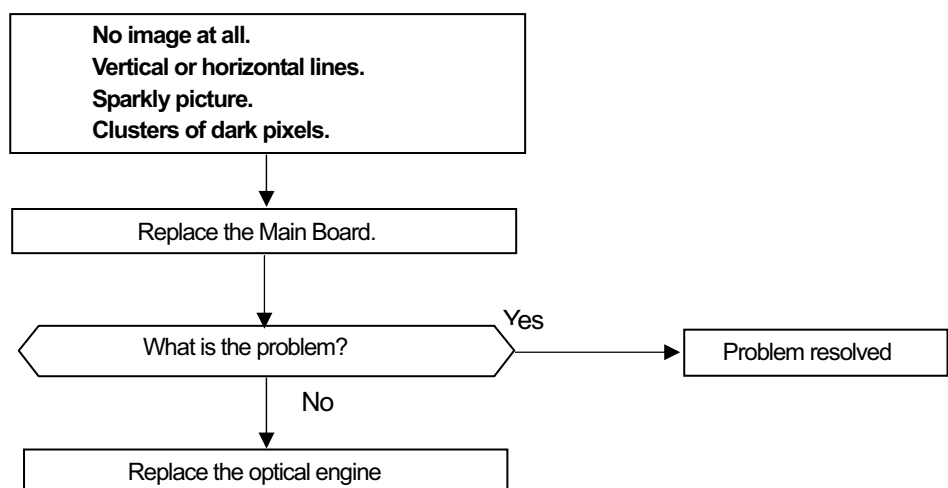 No image at all.
Vertical or horizontal lines.
Sparkly picture.
Clusters of dark pixels.
Replace the Main Board.
What is the problem?
Yes
Problem resolved
No
Replace the optical engine